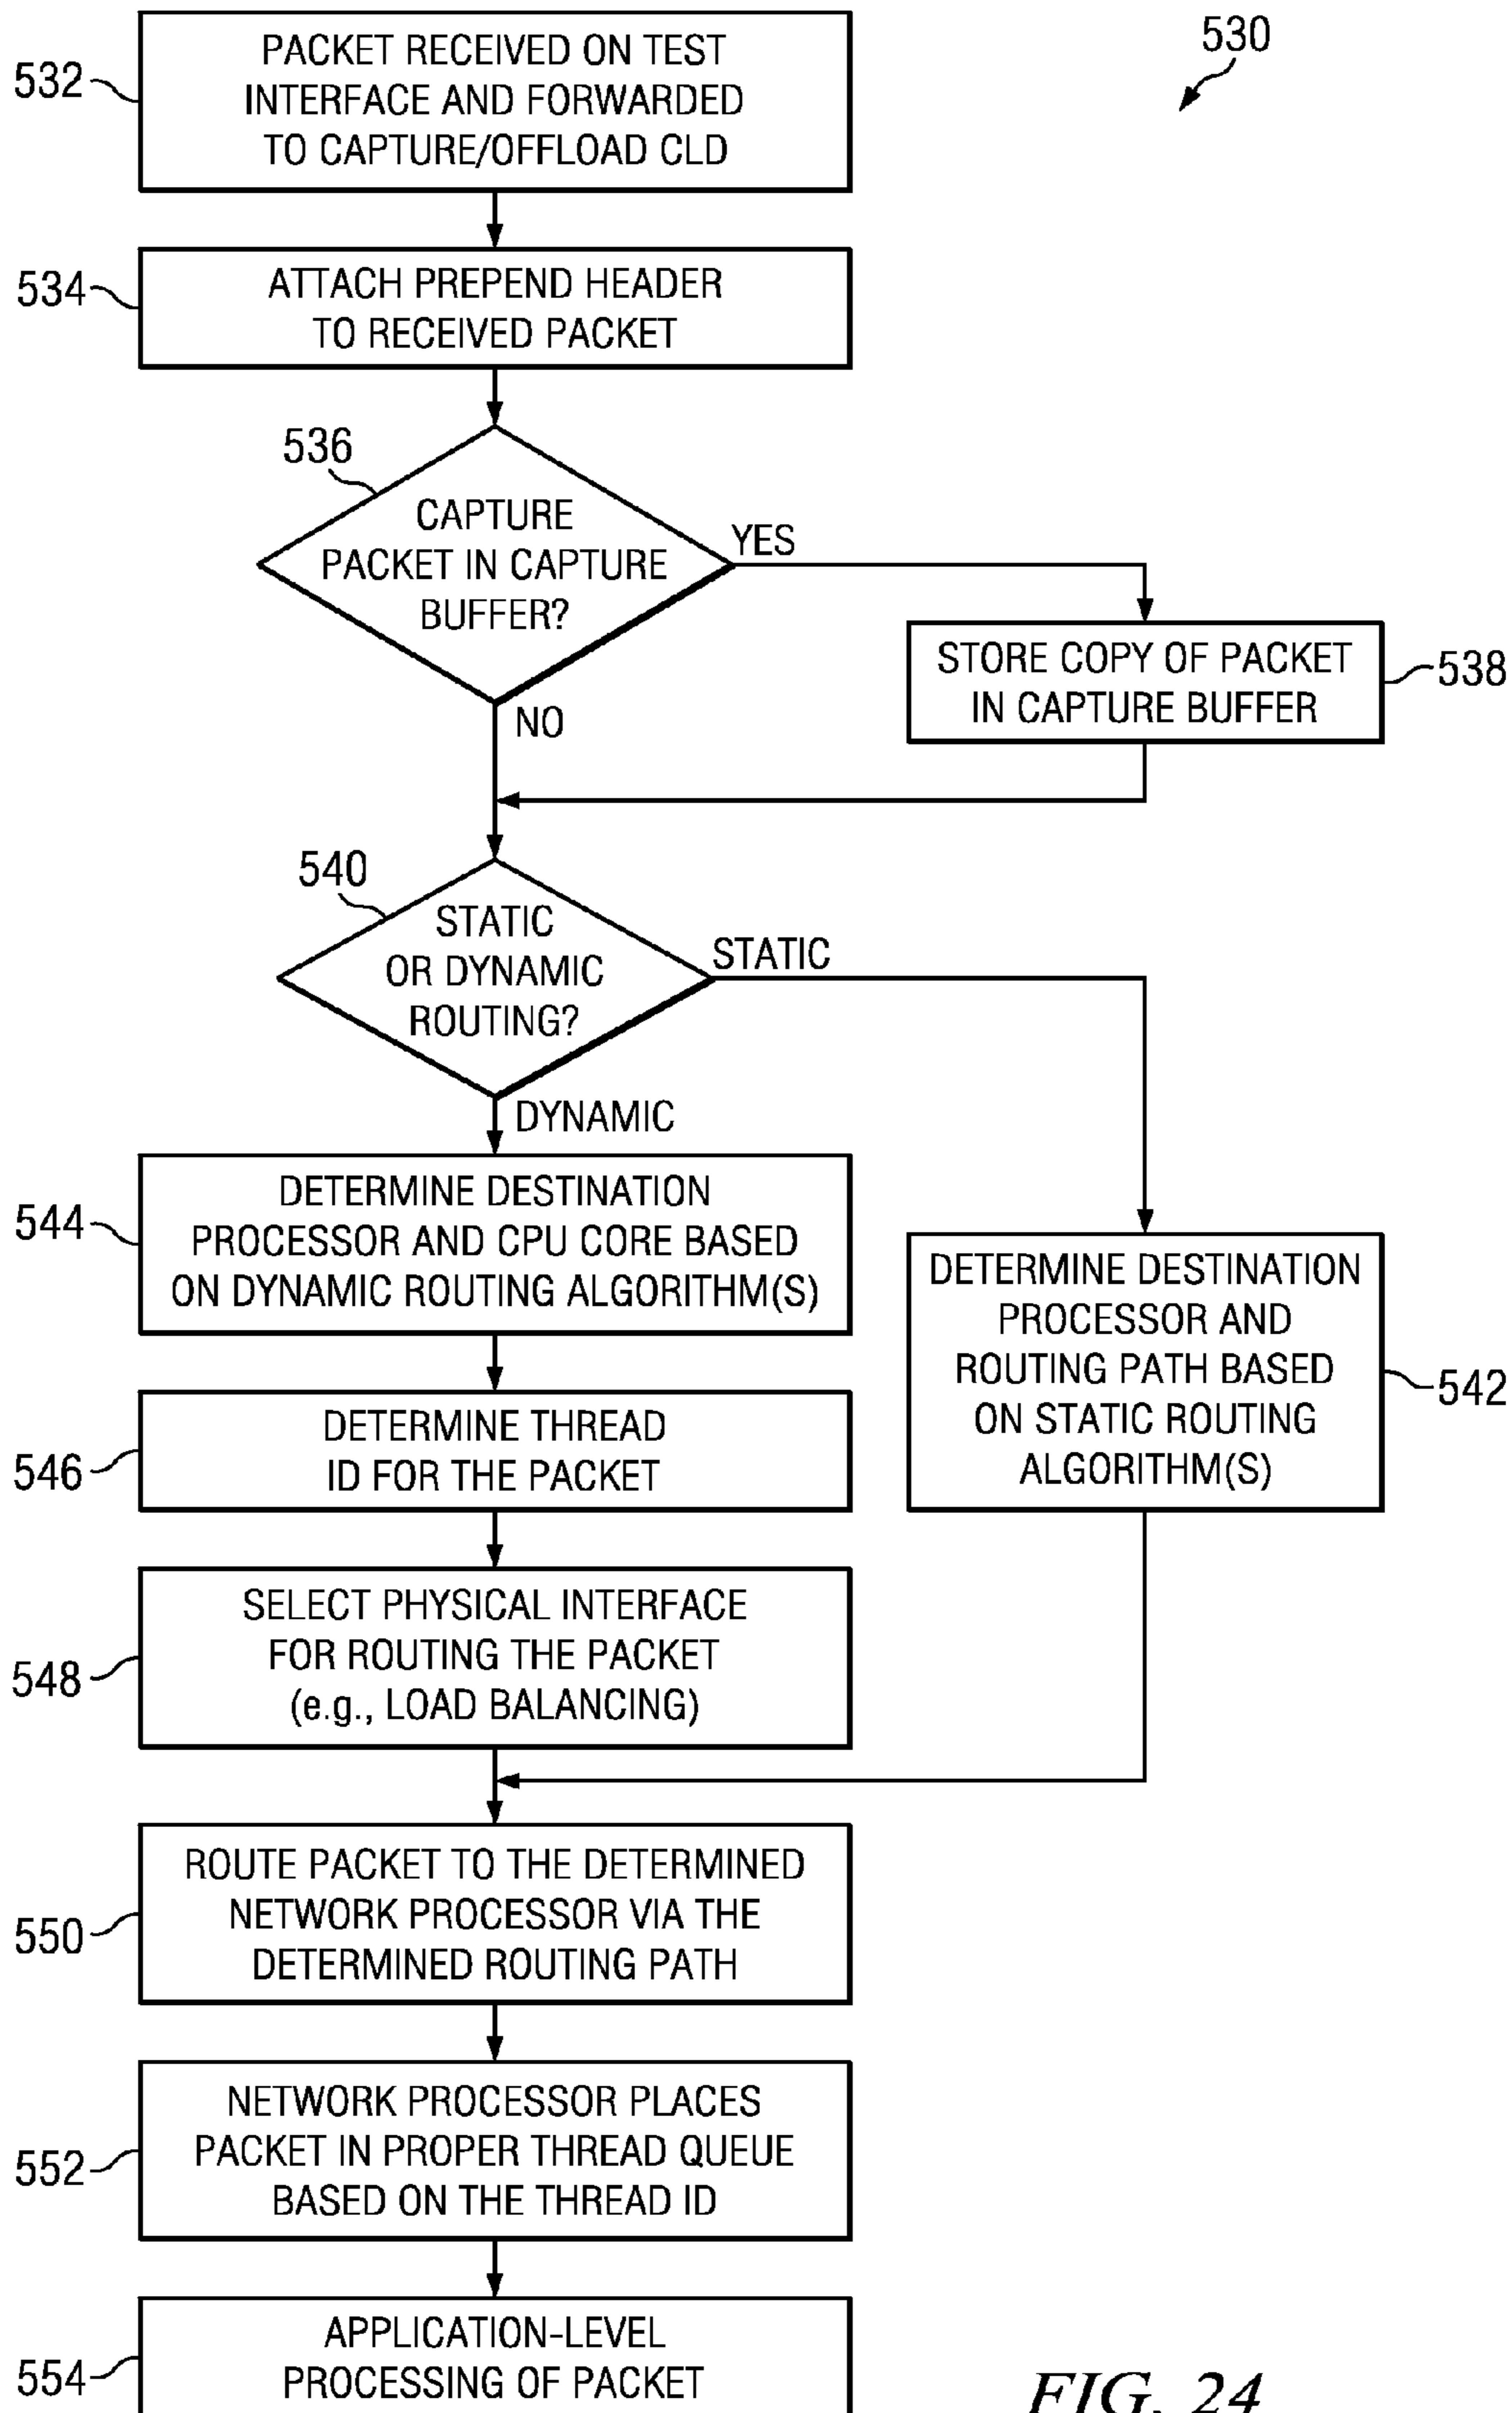 530
532
PACKET RECEIVED ON TEST
INTERFACE AND FORWARDED
TO CAPTURE/OFFLOAD CLD
534
ATTACH PREPEND HEADER
TO RECEIVED PACKET
536
CAPTURE
PACKET IN CAPTURE
BUFFER?
YES
NO
STORE COPY OF PACKET
IN CAPTURE BUFFER
538
540
STATIC
OR DYNAMIC
ROUTING?
STATIC
DYNAMIC
544
DETERMINE DESTINATION
PROCESSOR AND CPU CORE BASED
ON DYNAMIC ROUTING ALGORITHM(S)
DETERMINE DESTINATION
PROCESSOR AND
ROUTING PATH BASED
ON STATIC ROUTING
ALGORITHM(S)
542
546
DETERMINE THREAD
ID FOR THE PACKET
548
SELECT PHYSICAL INTERFACE
FOR ROUTING THE PACKET
(e.g., LOAD BALANCING)
550
ROUTE PACKET TO THE DETERMINED
NETWORK PROCESSOR VIA THE
DETERMINED ROUTING PATH
552
NETWORK PROCESSOR PLACES
PACKET IN PROPER THREAD QUEUE
BASED ON THE THREAD ID
554
APPLICATION-LEVEL
PROCESSING OF PACKET
FIG. 24